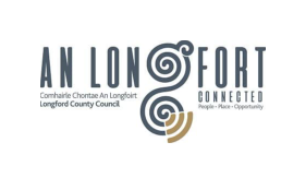 AN LONGFORT
CONNECTED
Comhairle Chontae An Longfoirt
Longford County Council
People - Place - Opportunity